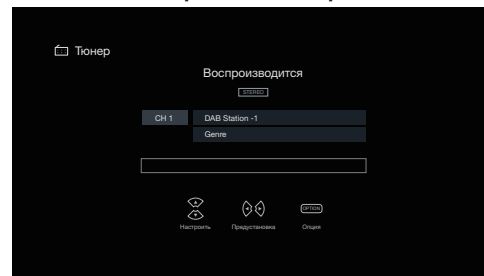 Тюнер
Воспроизводится
STEREO
CH 1 DAB Station -1
Genre
OPTION
Настроить Предустановка Опция